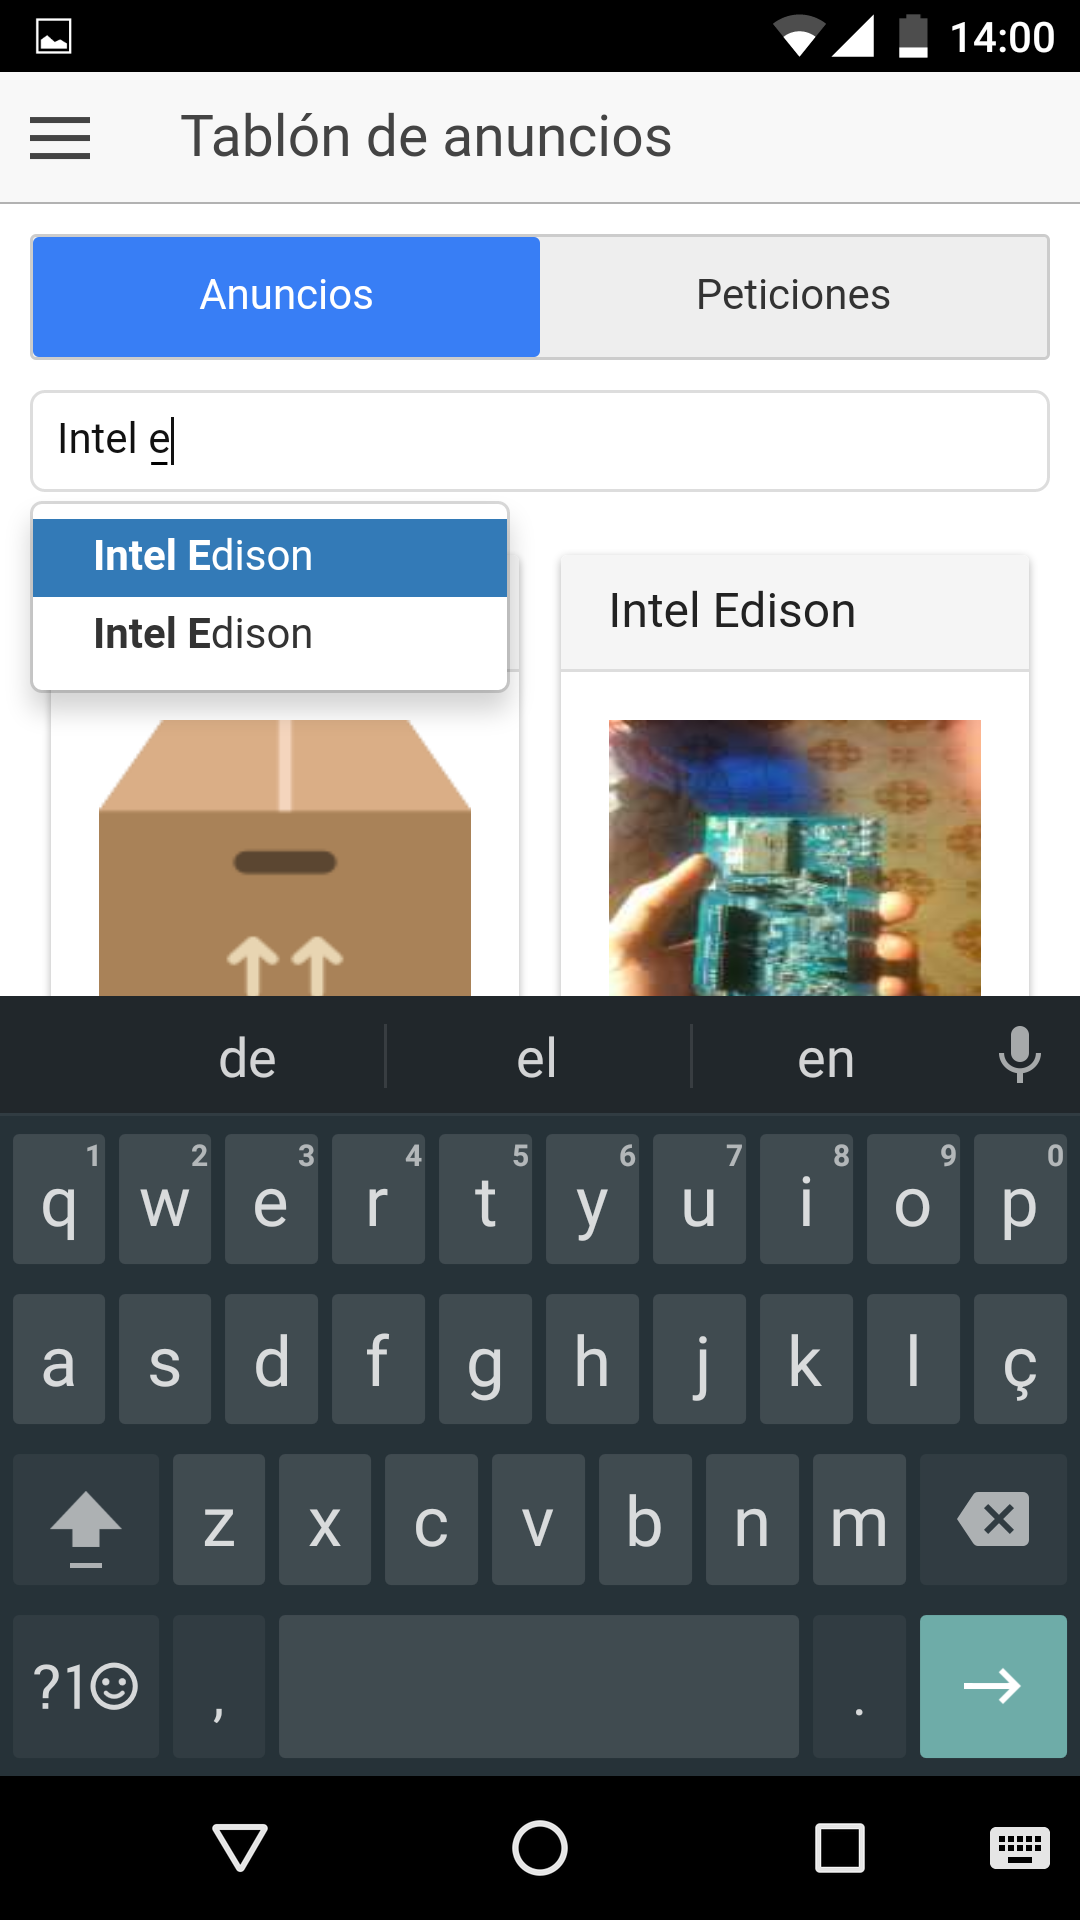 14:00
Tablón de anuncios
Anuncios Peticiones
Intel e
Intel Edison
Intel Edison
Intel Edison
de el en
1 2 3 4 5 6 7 8 9 0
q w e r t y u i o p
a s d f g h j k l ç
z x c v b n m
?1☺ , .